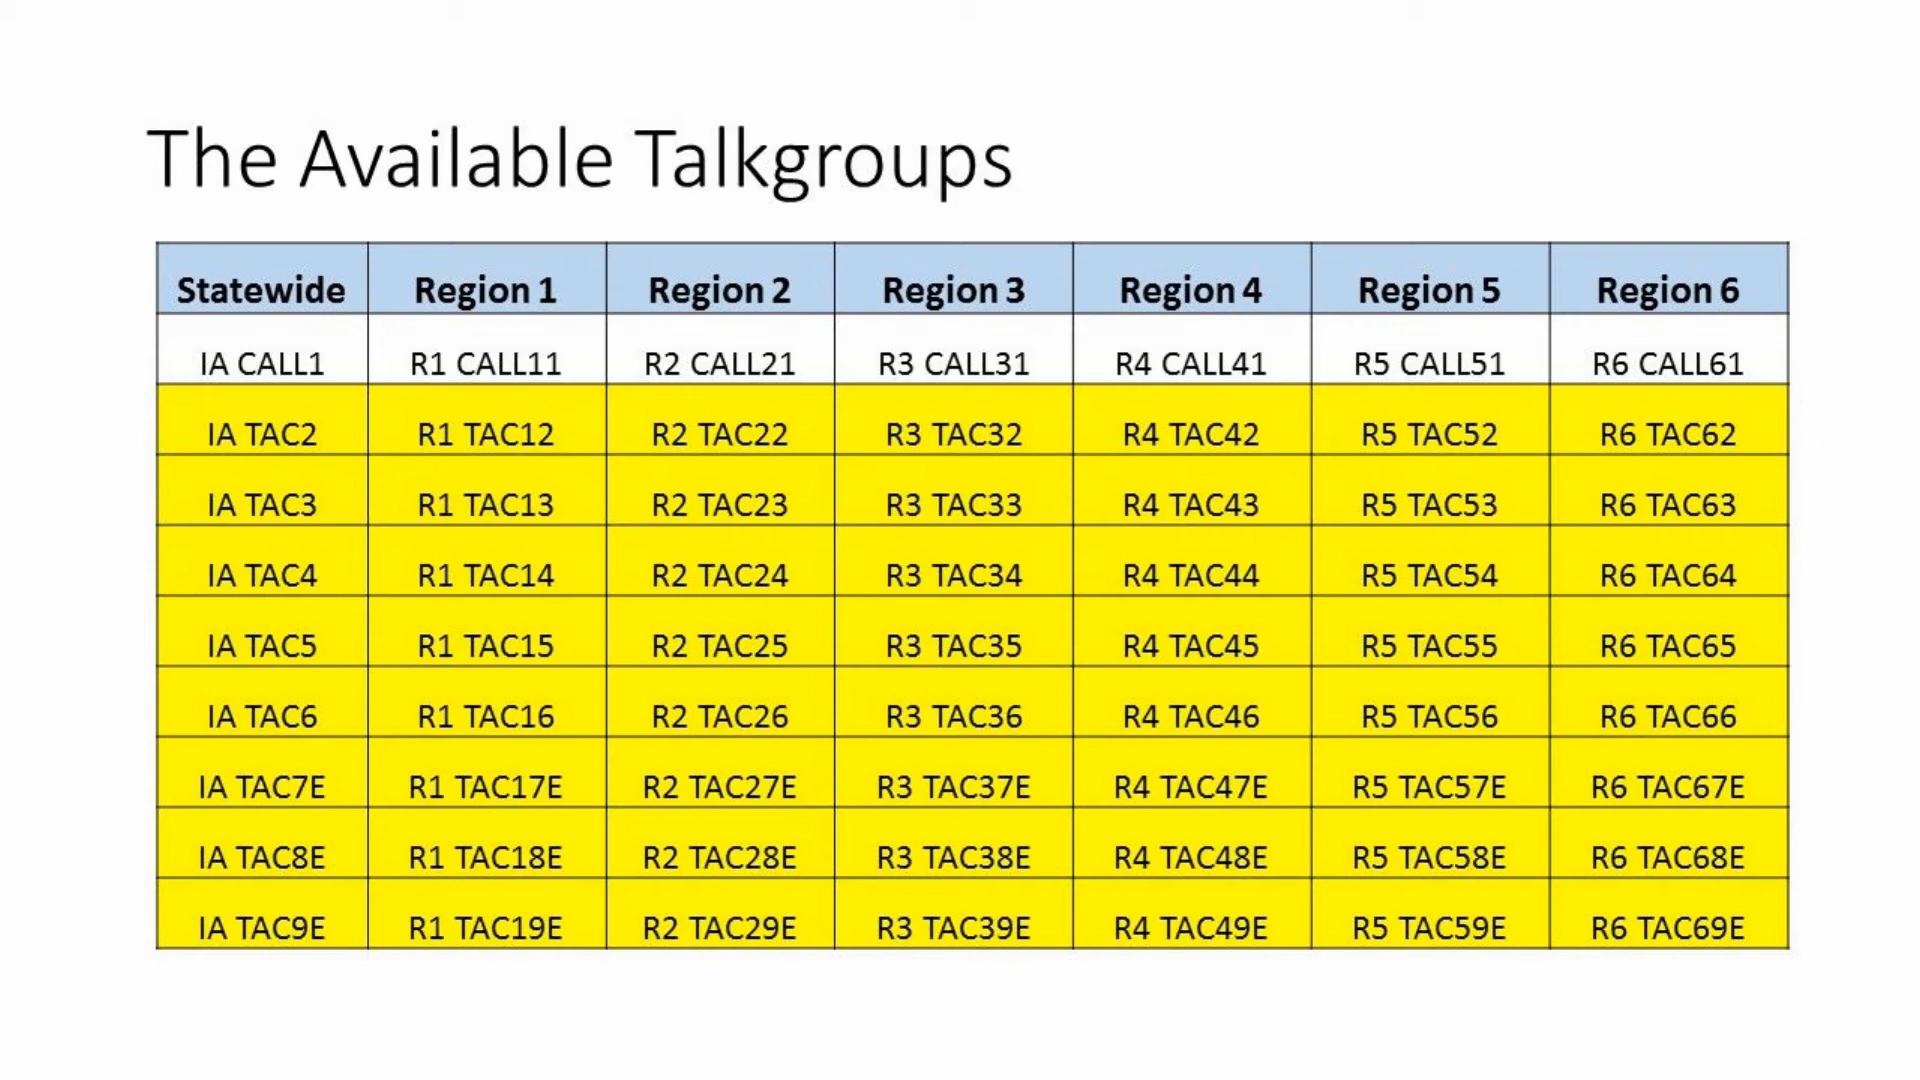 The Available Talkgroups
Statewide Region 1 Region 2 Region 3 Region 4 Region 5 Region 6
IA CALL1 R1 CALL11 R2 CALL21 R3 CALL31 R4 CALL41 R5 CALL51 R6 CALL61
IA TAC2 R1 TAC12 R2 TAC22 R3 TAC32 R4 TAC42 R5 TAC52 R6 TAC62
IA TAC3 R1 TAC13 R2 TAC23 R3 TAC33 R4 TAC43 R5 TAC53 R6 TAC63
IA TAC4 R1 TAC14 R2 TAC24 R3 TAC34 R4 TAC44 R5 TAC54 R6 TAC64
IA TAC5 R1 TAC15 R2 TAC25 R3 TAC35 R4 TAC45 R5 TAC55 R6 TAC65
IA TAC6 R1 TAC16 R2 TAC26 R3 TAC36 R4 TAC46 R5 TAC56 R6 TAC66
IA TAC7E R1 TAC17E R2 TAC27E R3 TAC37E R4 TAC47E R5 TAC57E R6 TAC67E
IA TAC8E R1 TAC18E R2 TAC28E R3 TAC38E R4 TAC48E R5 TAC58E R6 TAC68E
IA TAC9E R1 TAC19E R2 TAC29E R3 TAC39E R4 TAC49E R5 TAC59E R6 TAC69E